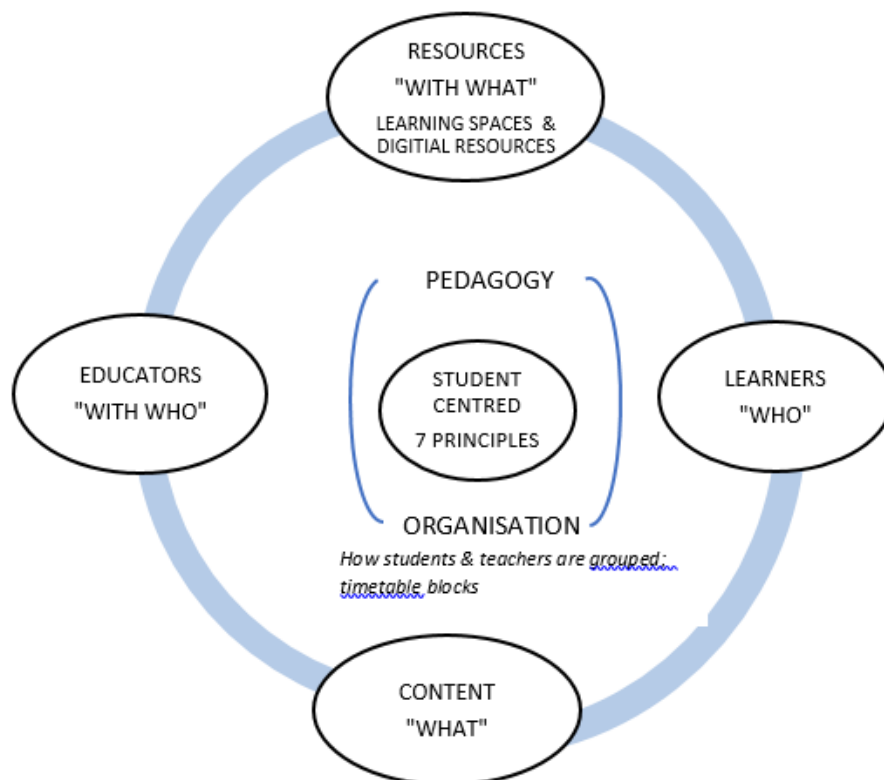 RESOURCES
"WITH WHAT"
LEARNING SPACES &
DIGITIAL RESOURCES
PEDAGOGY
EDUCATORS
"WITH WHO"
STUDENT
CENTRED
7 PRINCIPLES
LEARNERS
"WHO"
ORGANISATION
How students & teachers are grouped;
timetable blocks
CONTENT
"WHAT"